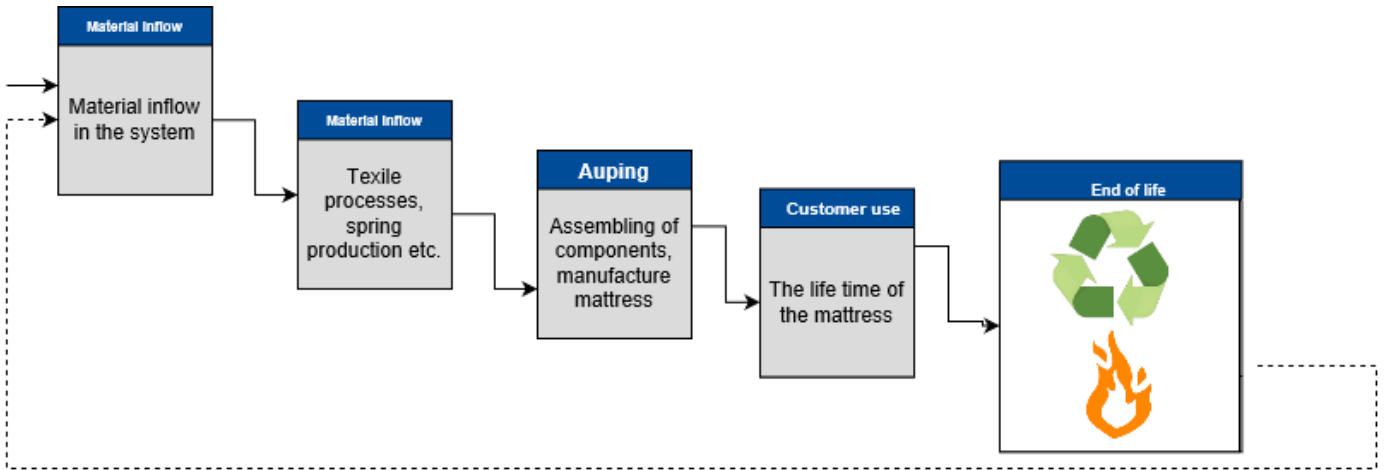 Material Inflow
Material inflow
in the system
Material Inflow
Texile
processes,
spring
production etc.
Auping
Assembling of
components,
manufacture
mattress
Customer use
The life time of
the mattress
End of life